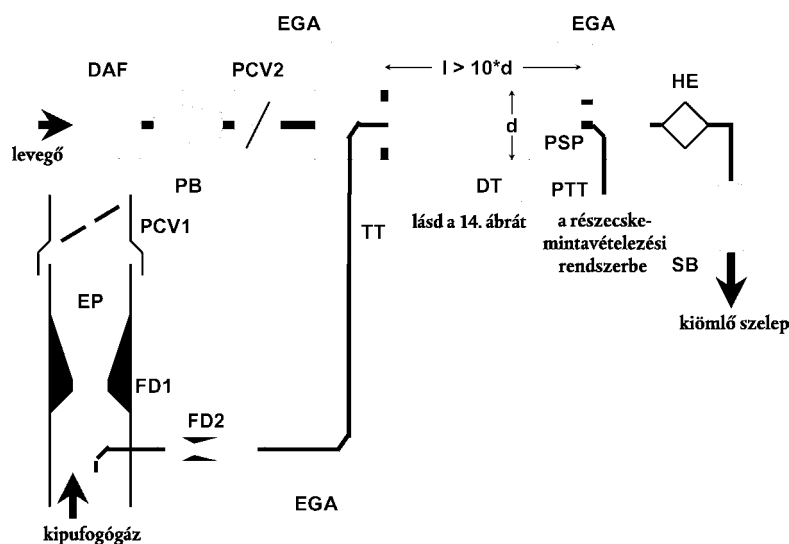 EGA
EGA
DAF
PCV2
l > 10*d
HE
levegő
d
PSP
PB
DT
PTT
PCV1
TT
lásd a 14. ábrát
a részecske-
mintavételezési
rendszerbe
SB
EP
kiömlő szelep
FD1
FD2
EGA
kipufogógáz